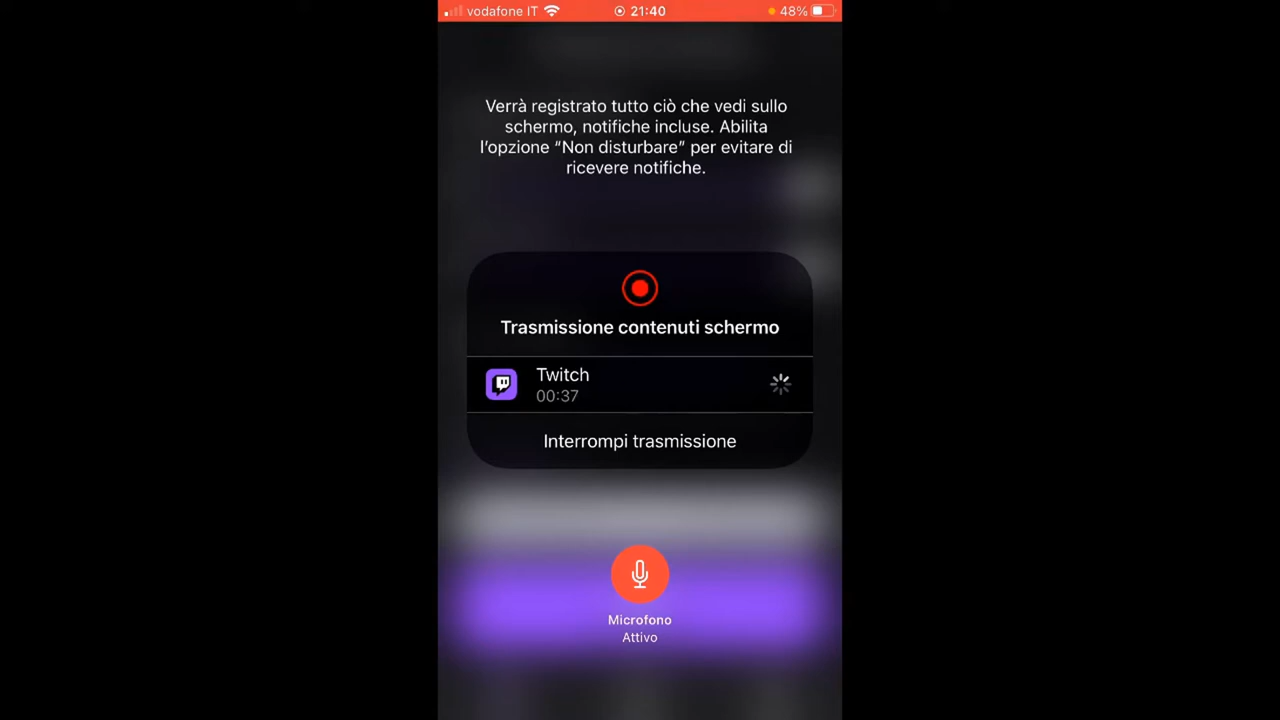 vodafone IT 21:40 48%
Verrà registrato tutto ciò che vedi sullo
schermo, notifiche incluse. Abilita
l'opzione “Non disturbare” per evitare di
ricevere notifiche.
Trasmissione contenuti schermo
Twitch
00:37
Interrompi trasmissione
Microfono
Attivo